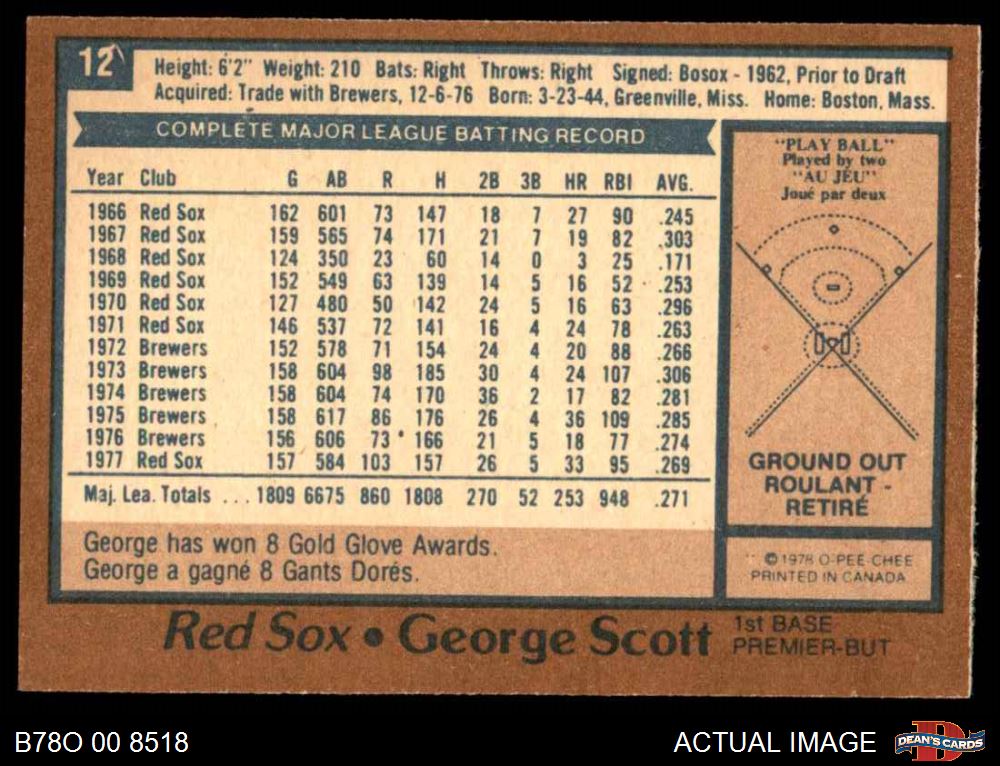 12
Height: 6'2" Weight: 210 Bats: Right Throws: Right Signed: Bosox - 1962, Prior to Draft
Acquired: Trade with Brewers, 12-6-76 Born: 3-23-44, Greenville, Miss. Home: Boston, Mass.
COMPLETE MAJOR LEAGUE BATTING RECORD
Year Club G AB R H 2B 3B HR RBI AVG.
1966 Red Sox 162 601 73 147 18 7 27 90 .245
1967 Red Sox 159 565 74 171 21 7 19 82 .303
1968 Red Sox 124 350 23 60 14 0 3 25 .171
1969 Red Sox 152 549 63 139 14 5 16 52 .253
1970 Red Sox 127 480 50 142 24 5 16 63 .296
1971 Red Sox 146 537 72 141 16 4 24 78 .263
1972 Brewers 152 578 71 154 24 4 20 88 .266
1973 Brewers 158 604 98 185 30 4 24 107 .306
1974 Brewers 158 604 74 170 36 2 17 82 .281
1975 Brewers 158 617 86 176 26 4 36 109 .285
1976 Brewers 156 606 73 166 21 5 18 77 .274
1977 Red Sox 157 584 103 157 26 5 33 95 .269
Maj. Lea. Totals ... 1809 6675 860 1808 270 52 253 948 .271
George has won 8 Gold Glove Awards.
George a gagné 8 Gants Dorés.
"PLAY BALL"
Played by two
"AU JEU"
Joué par deux
GROUND OUT
ROULANT -
RETIRÉ
© 1978 O-PEE-CHEE
PRINTED IN CANADA
Red Sox • George Scott
1st BASE
PREMIER-BUT
B78O 00 8518
ACTUAL IMAGE
DEAN'S CARDS